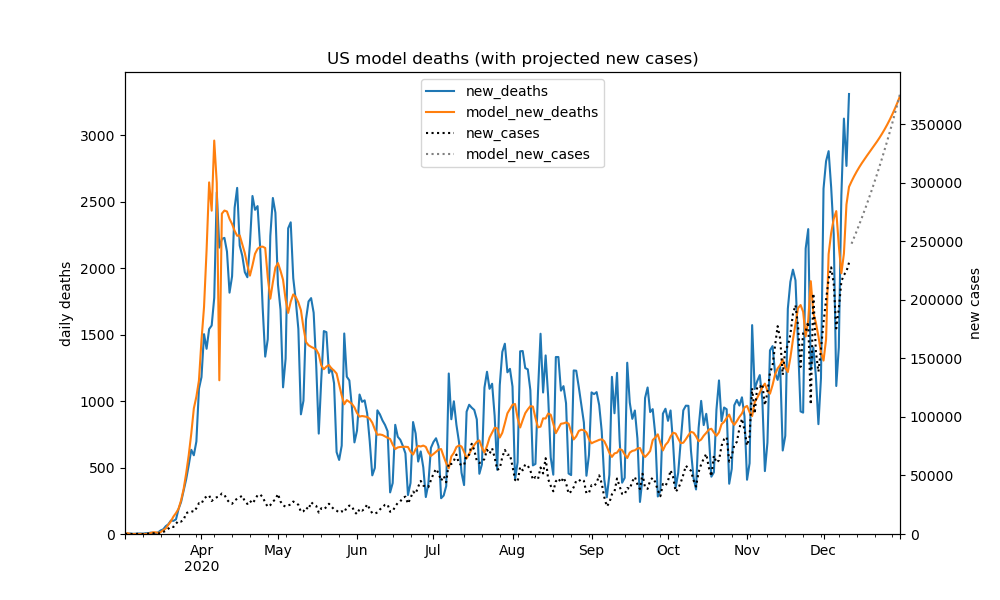 US model deaths (with projected new cases)
new_deaths
model_new_deaths
new_cases
model_new_cases
daily deaths
3000
2500
2000
1500
1000
500
0
350000
300000
250000
200000
150000
100000
50000
0
new cases
Apr May Jun Jul Aug Sep Oct Nov Dec
2020